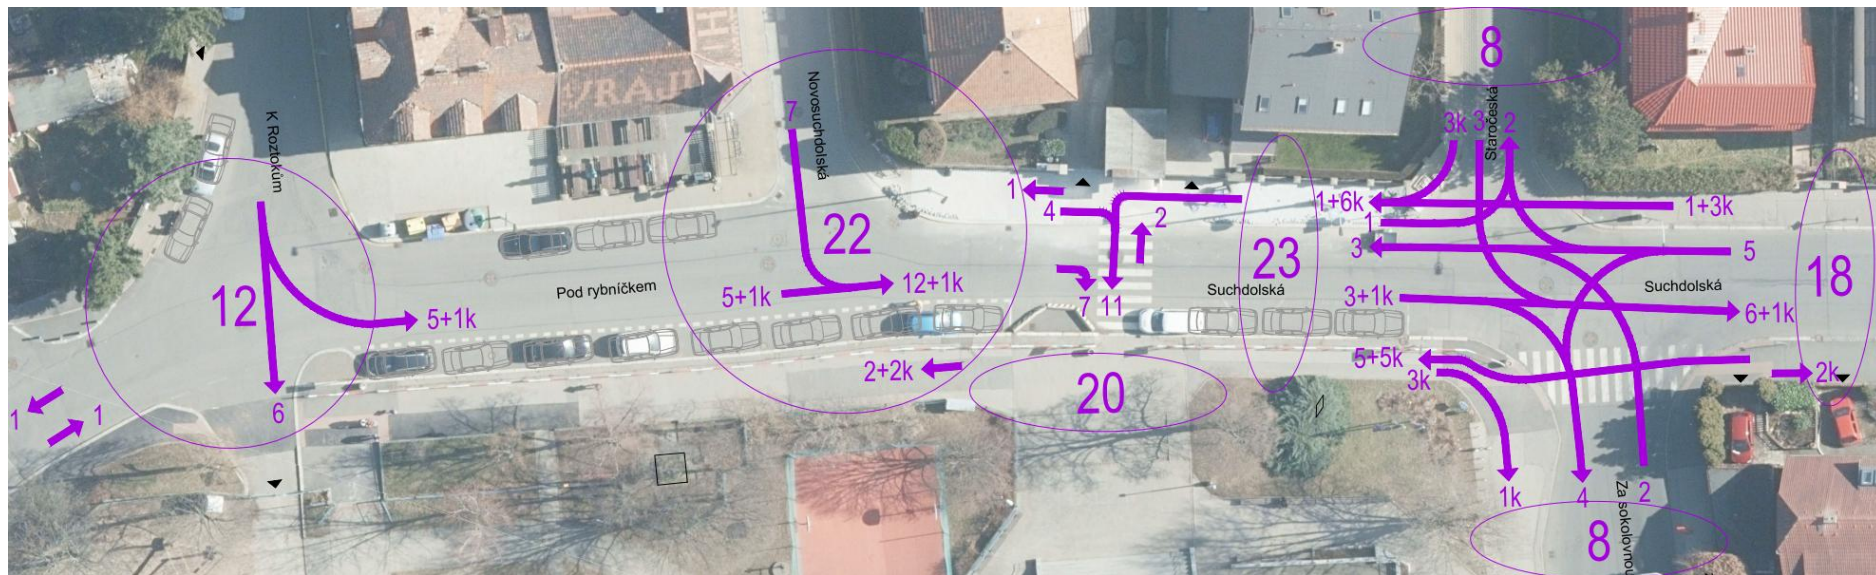 K Roztokům
12
5+1k
6
1
1
Pod rybníčkem
VRAJ
Novosuchdolská
7
22
5+1k
12+1k
2+2k
1
4
2
7
11
20
Suchdolská
23
8
Staročeská
3k
3
2
1+6k
1+3k
1
3
5
3+1k
6+1k
Suchdolská
18
5+5k
3k
2k
1k
4
2
Za sokolovnou
8